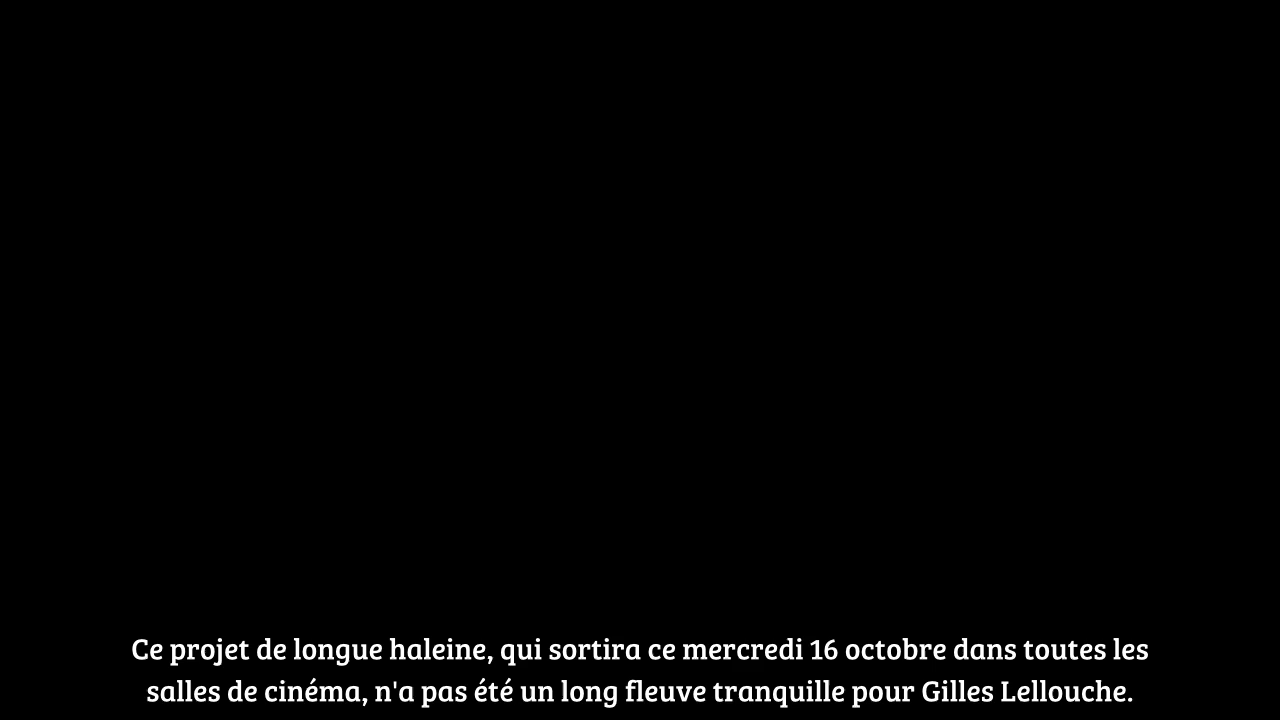 Ce projet de longue haleine, qui sortira ce mercredi 16 octobre dans toutes les
salles de cinéma, n'a pas été un long fleuve tranquille pour Gilles Lellouche.